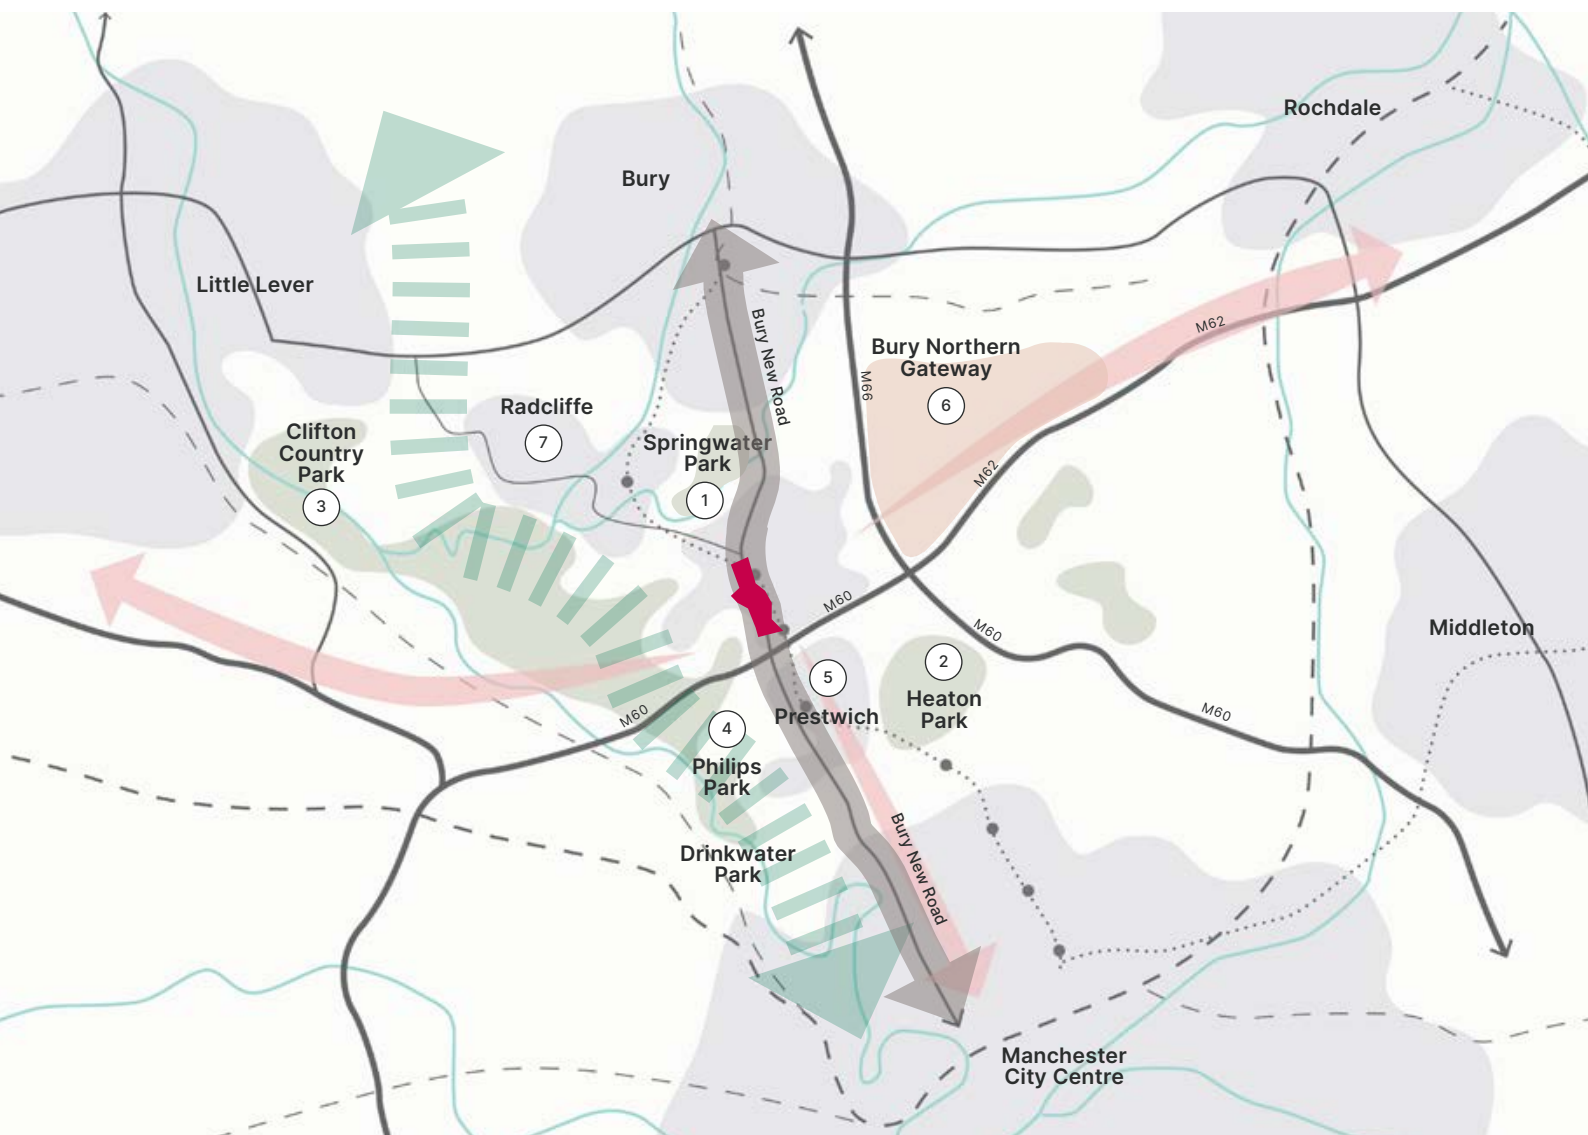 Rochdale
Bury
Little Lever
Bury New Road
M62
Bury Northern
Gateway
6
M66
Radcliffe
7
Springwater
Park
1
Clifton
Country
Park
3
M62
M60
M60
Middleton
2
Heaton
Park
5
Prestwich
M60
M60
4
Philips
Park
Bury New Road
Drinkwater
Park
Manchester
City Centre